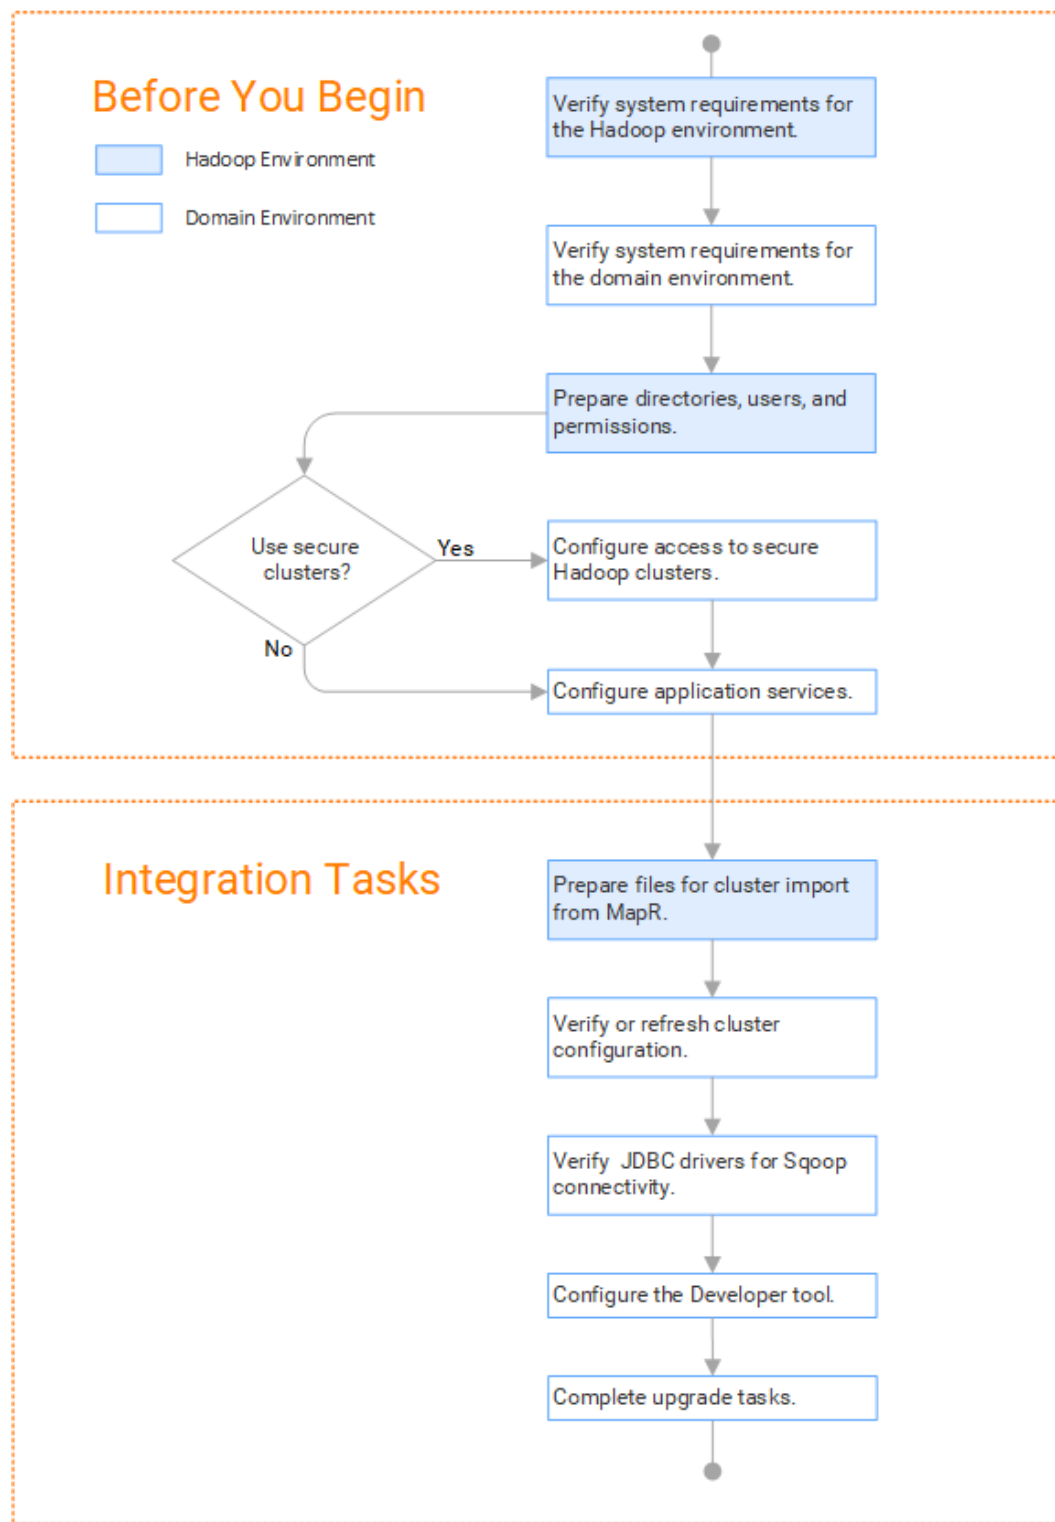 Before You Begin
Hadoop Environment
Domain Environment
Verify system requirements for
the Hadoop environment.
Verify system requirements for
the domain environment.
Prepare directories, users, and
permissions.
Use secure
clusters?
Yes
No
Configure access to secure
Hadoop clusters.
Configure application services.
Integration Tasks
Prepare files for cluster import
from MapR.
Verify or refresh cluster
configuration.
Verify JDBC drivers for Sqoop
connectivity.
Configure the Developer tool.
Complete upgrade tasks.